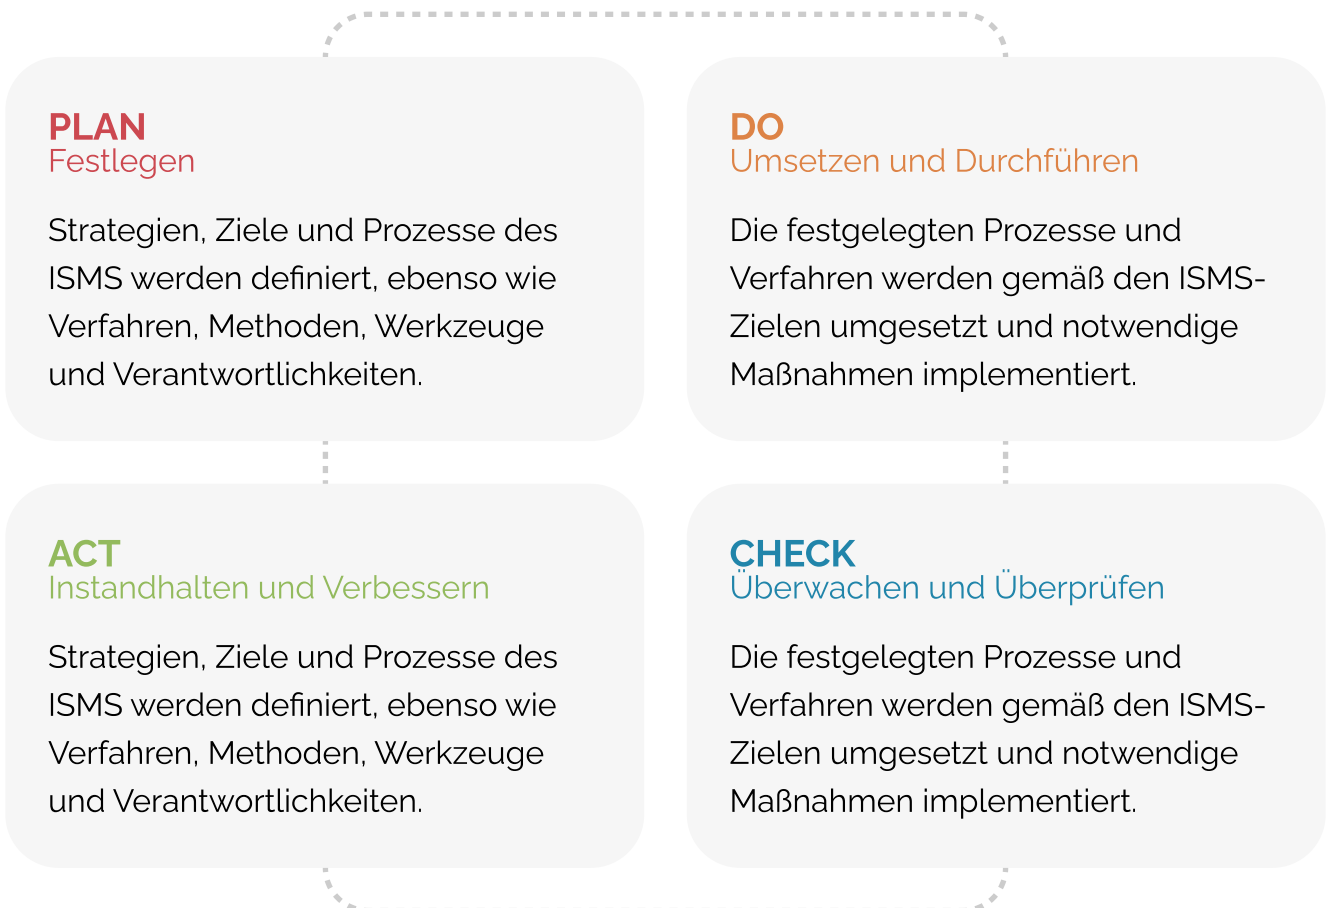 PLAN
Festlegen
Strategien, Ziele und Prozesse des
ISMS werden definiert, ebenso wie
Verfahren, Methoden, Werkzeuge
und Verantwortlichkeiten.
DO
Umsetzen und Durchführen
Die festgelegten Prozesse und
Verfahren werden gemäß den ISMS-
Zielen umgesetzt und notwendige
Maßnahmen implementiert.
ACT
Instandhalten und Verbessern
Strategien, Ziele und Prozesse des
ISMS werden definiert, ebenso wie
Verfahren, Methoden, Werkzeuge
und Verantwortlichkeiten.
CHECK
Überwachen und Überprüfen
Die festgelegten Prozesse und
Verfahren werden gemäß den ISMS-
Zielen umgesetzt und notwendige
Maßnahmen implementiert.